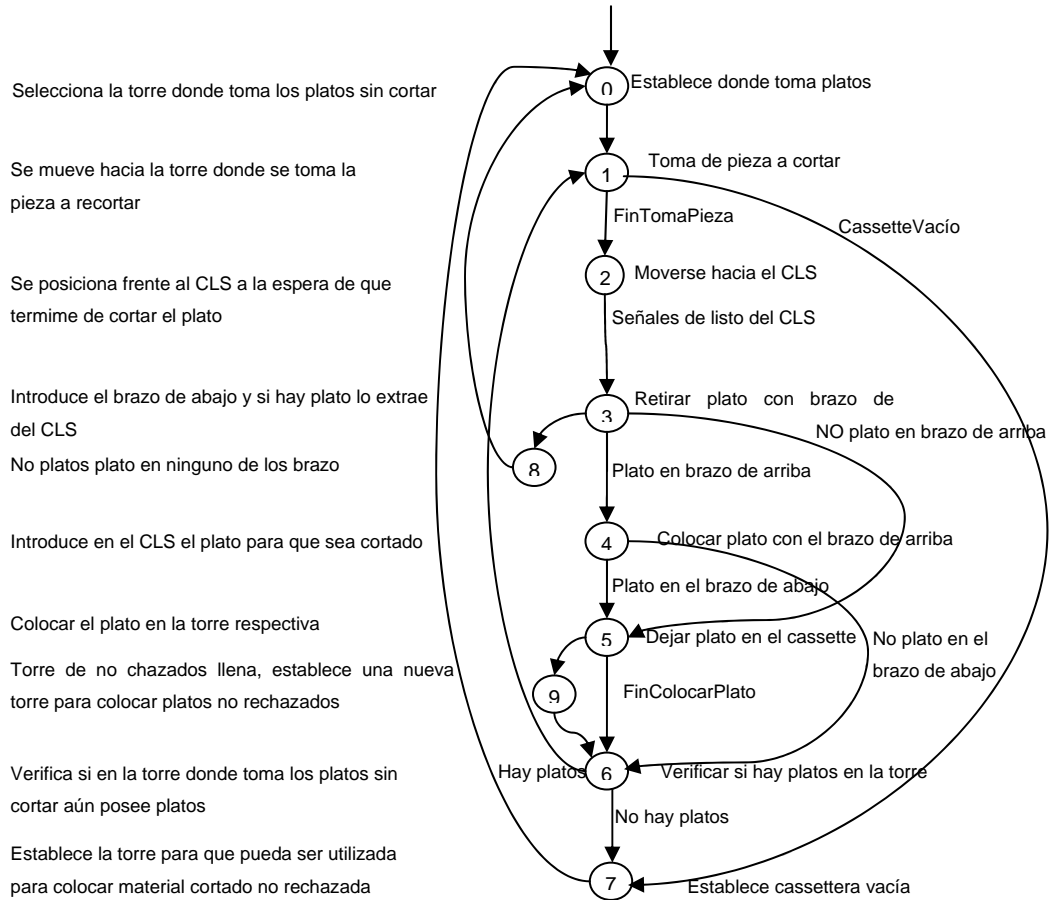 Establece donde toma platos
0
Selecciona la torre donde toma los platos sin cortar
Toma de pieza a cortar
Se mueve hacia la torre donde se toma la
pieza a recortar
1
FinTomaPieza
CassetteVacío
Moverse hacia el CLS
2
Se posiciona frente al CLS a la espera de que
termime de cortar el plato
Señales de listo del CLS
Introduce el brazo de abajo y si hay plato lo extrae
del CLS
Retirar plato con brazo de
3
NO plato en brazo de arriba
No platos plato en ninguno de los brazo
8
Plato en brazo de arriba
Introduce en el CLS el plato para que sea cortado
4
Colocar plato con el brazo de arriba
Plato en el brazo de abajo
Colocar el plato en la torre respectiva
5
Dejar plato en el cassette
No plato en el
brazo de abajo
Torre de no chazados llena, establece una nueva
torre para colocar platos no rechazados
9
FinColocarPlato
Verifica si en la torre donde toma los platos sin
cortar aún posee platos
Hay platos
6
Verificar si hay platos en la torre
No hay platos
Establece la torre para que pueda ser utilizada
para colocar material cortado no rechazada
7
Establece cassettera vacía